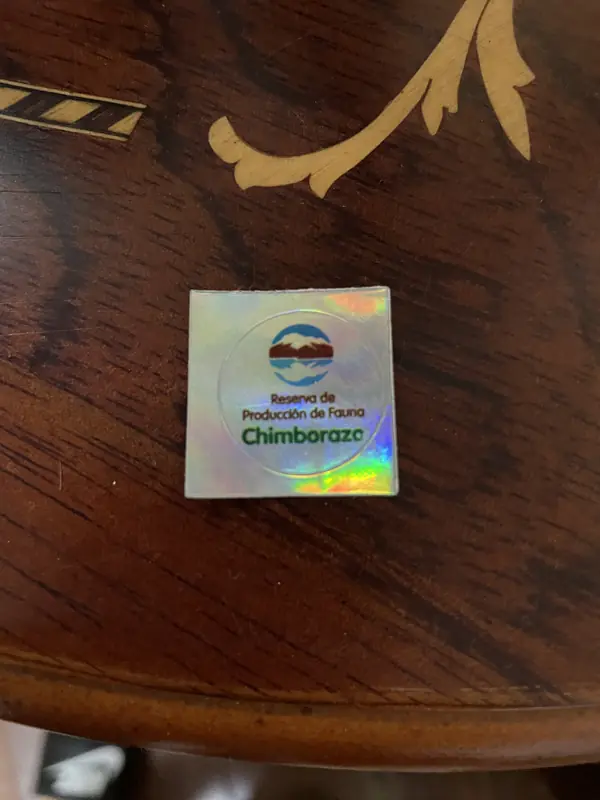 Reserva de
Producción de Fauna
Chimborazo